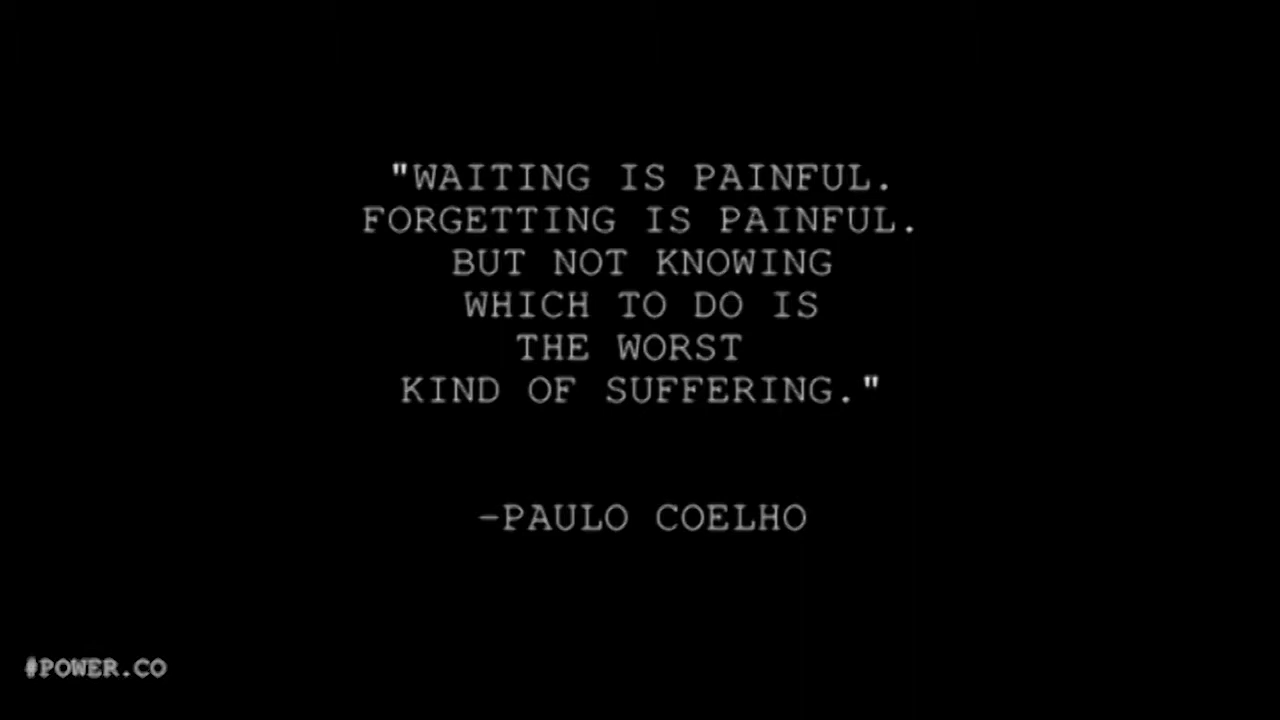 "WAITING IS PAINFUL.
FORGETTING IS PAINFUL.
BUT NOT KNOWING
WHICH TO DO IS
THE WORST
KIND OF SUFFERING."
-PAULO COELHO
#POWER.CO